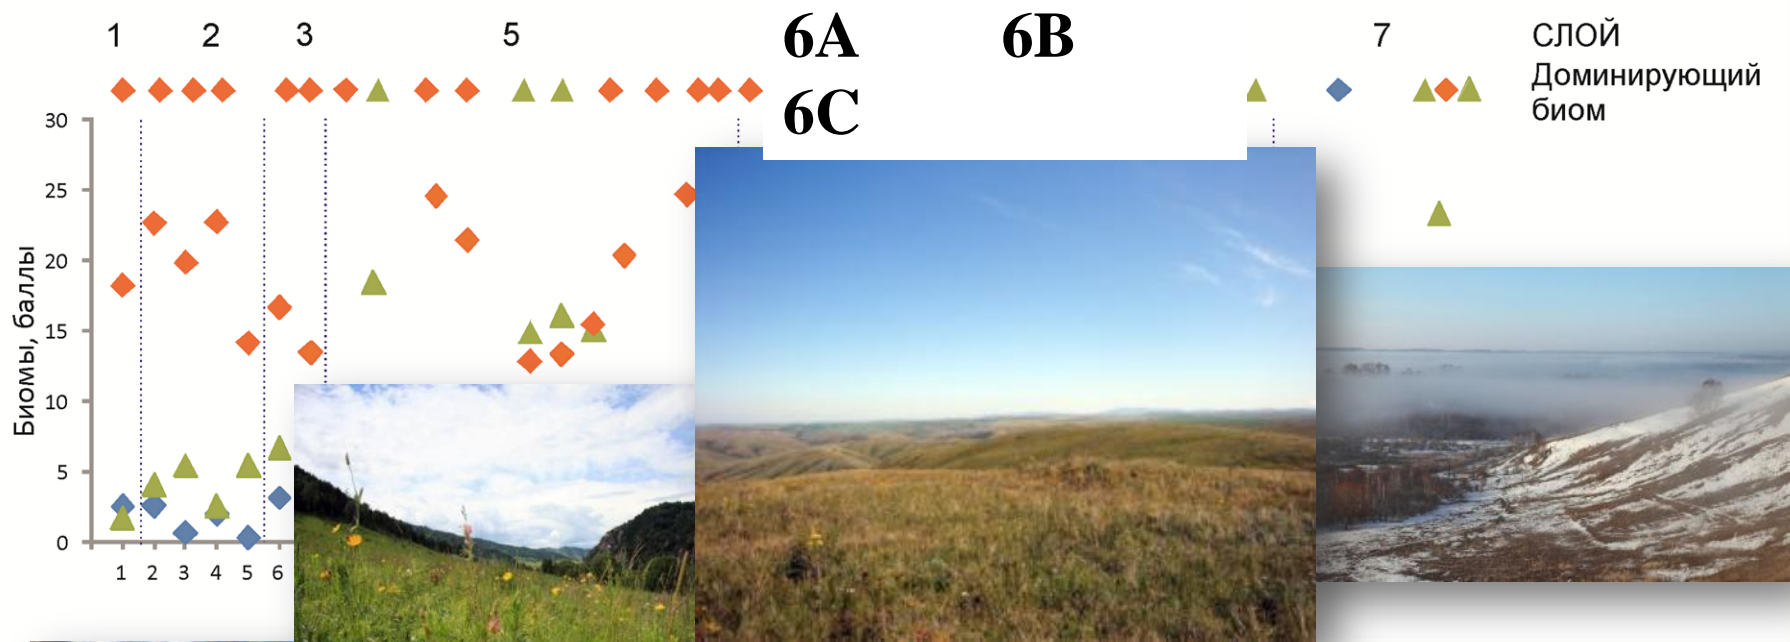 1 2 3 5 6A 6B 7 СЛОЙ
6C
Доминирующий
биом
Биомы, баллы
30
25
20
15
10
5
0
1 2 3 4 5 6